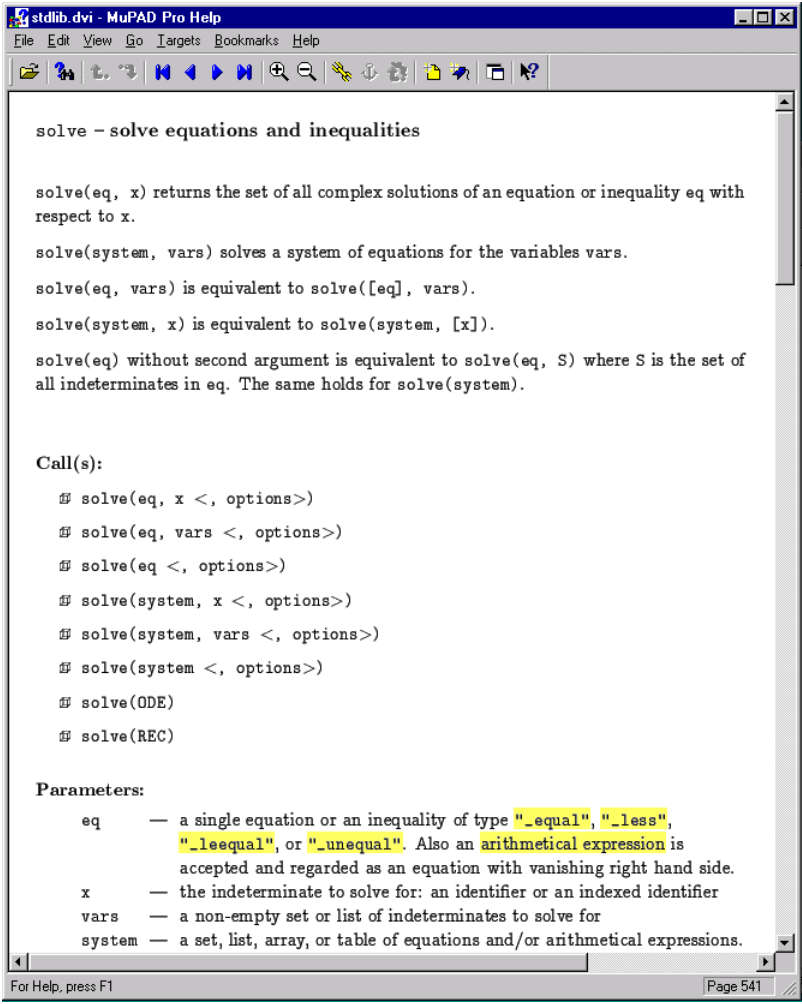 stdlib.dvi - MuPAD Pro Help
File Edit View Go Targets Bookmarks Help
solve – solve equations and inequalities
solve(eq, x) returns the set of all complex solutions of an equation or inequality eq with
respect to x.
solve(system, vars) solves a system of equations for the variables vars.
solve(eq, vars) is equivalent to solve([eq], vars).
solve(system, x) is equivalent to solve(system, [x]).
solve(eq) without second argument is equivalent to solve(eq, S) where S is the set of
all indeterminates in eq. The same holds for solve(system).
Call(s):
solve(eq, x <, options>)
solve(eq, vars <, options>)
solve(eq <, options>)
solve(system, x <, options>)
solve(system, vars <, options>)
solve(system <, options>)
solve(ODE)
solve(REC)
Parameters:
eq — a single equation or an inequality of type "_equal", "_less",
"_leequal", or "_unequal". Also an arithmetical expression is
accepted and regarded as an equation with vanishing right hand side.
x — the indeterminate to solve for: an identifier or an indexed identifier
vars — a non-empty set or list of indeterminates to solve for
system — a set, list, array, or table of equations and/or arithmetical expressions.
For Help, press F1
Page 541